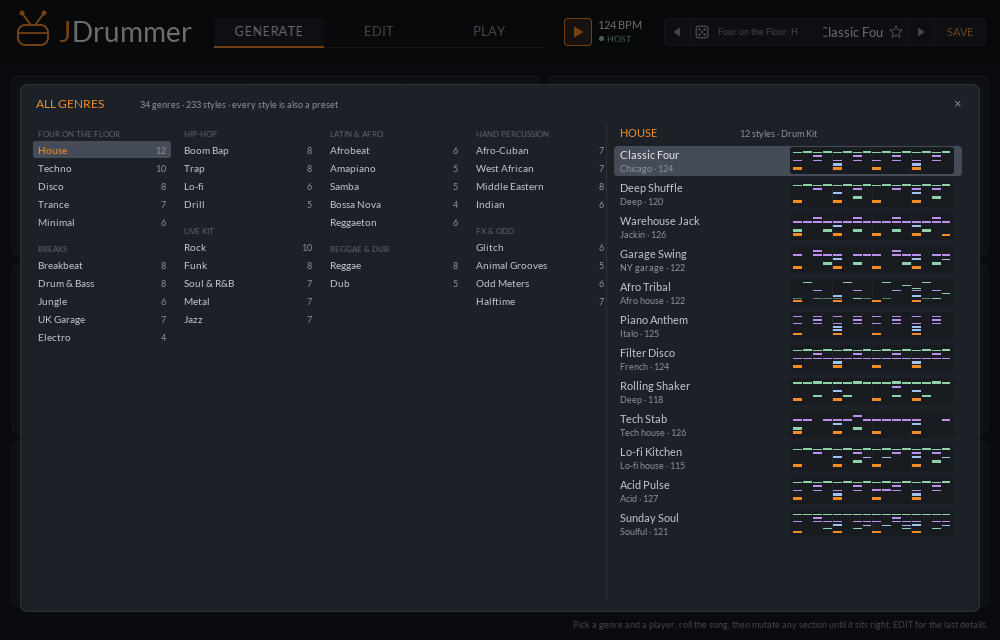 JDrummer
GENERATE
EDIT
PLAY
124 BPM
HOST
Four on the Floor: H
Classic Fou
SAVE
ALL GENRES
34 genres · 233 styles · every style is also a preset
×
FOUR ON THE FLOOR
House 12
Techno 10
Disco 8
Trance 7
Minimal 6
BREAKS
Breakbeat 8
Drum & Bass 8
Jungle 6
UK Garage 7
Electro 4
HIP-HOP
Boom Bap 8
Trap 8
Lo-fi 6
Drill 5
LIVE KIT
Rock 10
Funk 8
Soul & R&B 7
Metal 7
Jazz 7
LATIN & AFRO
Afrobeat 6
Amapiano 5
Samba 5
Bossa Nova 4
Reggaeton 6
REGGAE & DUB
Reggae 8
Dub 5
HAND PERCUSSION
Afro-Cuban 7
West African 7
Middle Eastern 8
Indian 6
FX & ODD
Glitch 6
Animal Grooves 5
Odd Meters 6
Halftime 7
HOUSE
12 styles · Drum Kit
Classic Four
Chicago · 124
Deep Shuffle
Deep · 120
Warehouse Jack
Jackin · 126
Garage Swing
NY garage · 122
Afro Tribal
Afro house · 122
Piano Anthem
Italo · 125
Filter Disco
French · 124
Rolling Shaker
Deep · 118
Tech Stab
Tech house · 126
Lo-fi Kitchen
Lo-fi house · 115
Acid Pulse
Acid · 127
Sunday Soul
Soulful · 121
Pick a genre and a player, roll the song, then mutate any section until it sits right. EDIT for the last details.